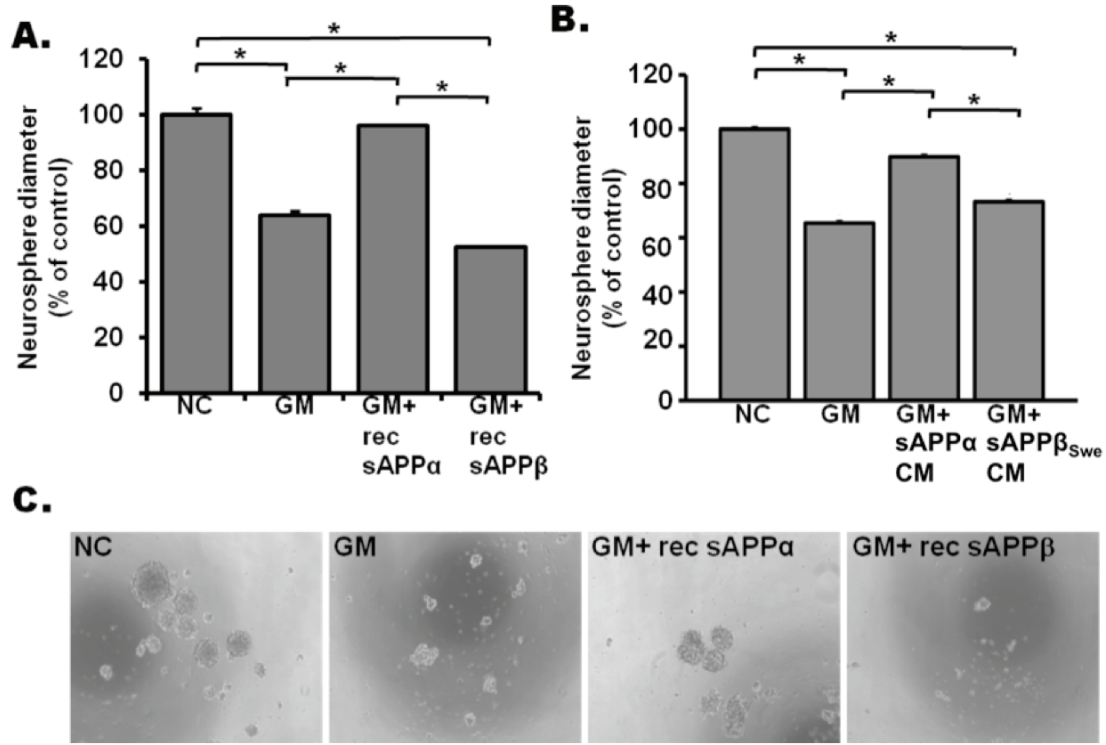 A.
*
*
*
*
120
100
80
60
40
20
0
Neurosphere diameter
(% of control)
NC
GM
GM+
rec
sAPPα
GM+
rec
sAPPβ
B.
*
*
*
*
120
100
80
60
40
20
0
Neurosphere diameter
(% of control)
NC
GM
GM+
sAPPα
CM
GM+
sAPPβSwe
CM
C.
NC
GM
GM+ rec sAPPα
GM+ rec sAPPβ